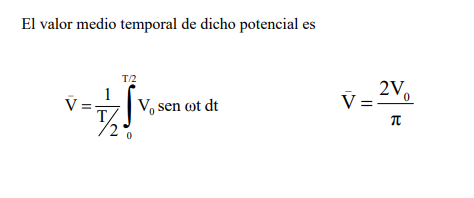 El valor medio temporal de dicho potencial es
V̄ = 1 / (T/2) ∫₀^(T/2) V₀ sen ωt dt    V̄ = 2V₀ / π